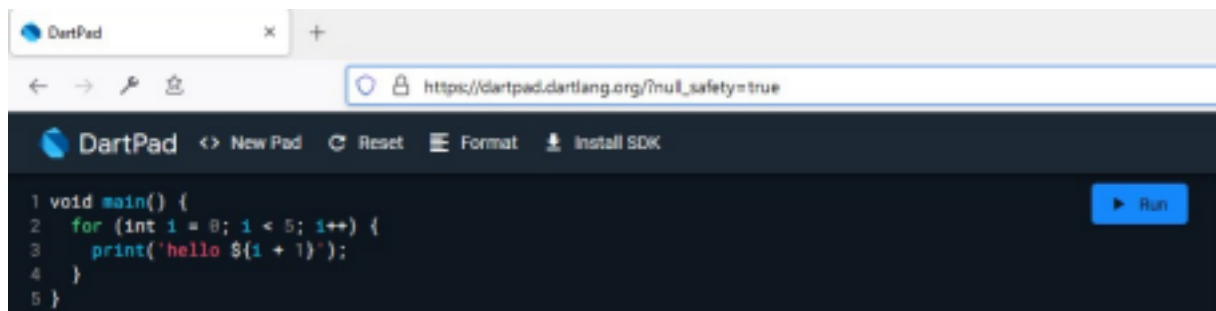 DartPad
https://dartpad.dartlang.org/?null_safety=true
DartPad <> New Pad Reset Format Install SDK
1 void main() {
2 for (int i = 0; i < 5; i++) {
3 print('hello ${i + 1}');
4 }
5 }
Run